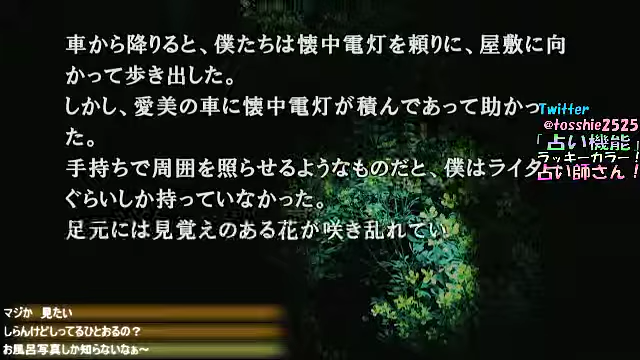 車から降りると、僕たちは懐中電灯を頼りに、屋敷に向
かって歩き出した。
しかし、愛美の車に懐中電灯が積んであって助かっ
た。
手持ちで周囲を照らせるようなものだと、僕はライター
ぐらいしか持っていなかった。
足元には見覚えのある花が咲き乱れてい
Twitter
@tosshie2525
「占い機能」
ラッキーカラー!
占い師さん!
マジか 見たい
しらんけどしってるひとおるの?
お風呂写真しか知らないなぁ～